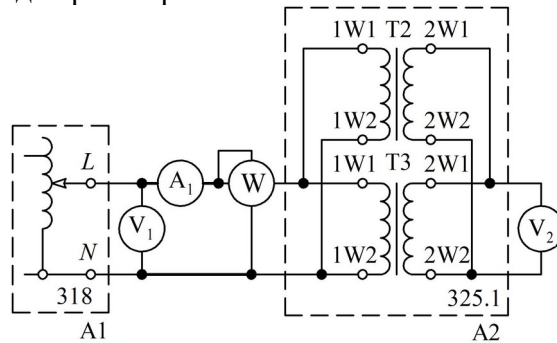 1W1 T2 2W1
1W2 2W2
L A₁ W 1W1 T3 2W1
V₁ V₂
N 1W2 2W2
318 325.1
A1 A2